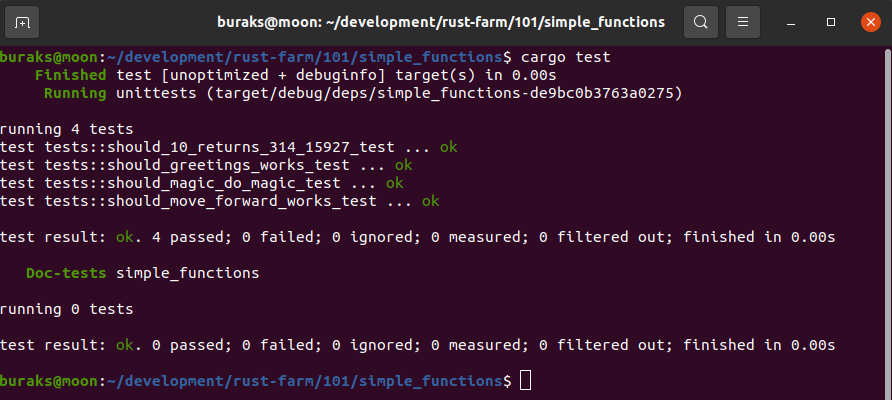 buraks@moon: ~/development/rust-farm/101/simple_functions
buraks@moon:~/development/rust-farm/101/simple_functions$ cargo test
Finished test [unoptimized + debuginfo] target(s) in 0.00s
Running unittests (target/debug/deps/simple_functions-de9bc0b3763a0275)
running 4 tests
test tests::should_10_returns_314_15927_test ... ok
test tests::should_greetings_works_test ... ok
test tests::should_magic_do_magic_test ... ok
test tests::should_move_forward_works_test ... ok
test result: ok. 4 passed; 0 failed; 0 ignored; 0 measured; 0 filtered out; finished in 0.00s
Doc-tests simple_functions
running 0 tests
test result: ok. 0 passed; 0 failed; 0 ignored; 0 measured; 0 filtered out; finished in 0.00s
buraks@moon:~/development/rust-farm/101/simple_functions$